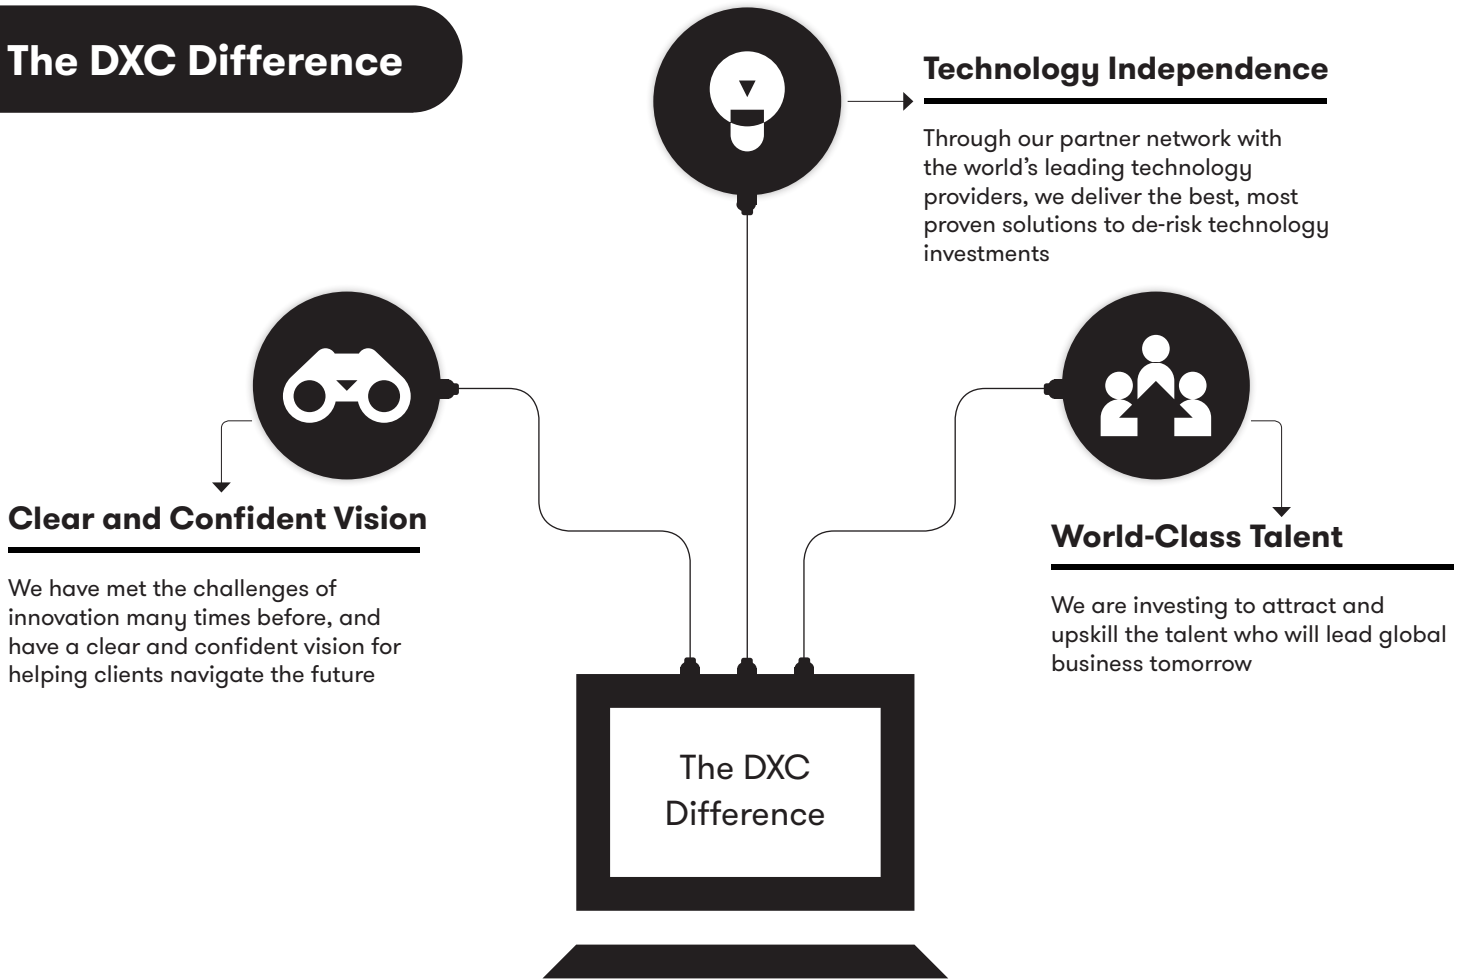 The DXC Difference
Technology Independence
Through our partner network with
the world's leading technology
providers, we deliver the best, most
proven solutions to de-risk technology
investments
Clear and Confident Vision
We have met the challenges of
innovation many times before, and
have a clear and confident vision for
helping clients navigate the future
World-Class Talent
We are investing to attract and
upskill the talent who will lead global
business tomorrow
The DXC
Difference